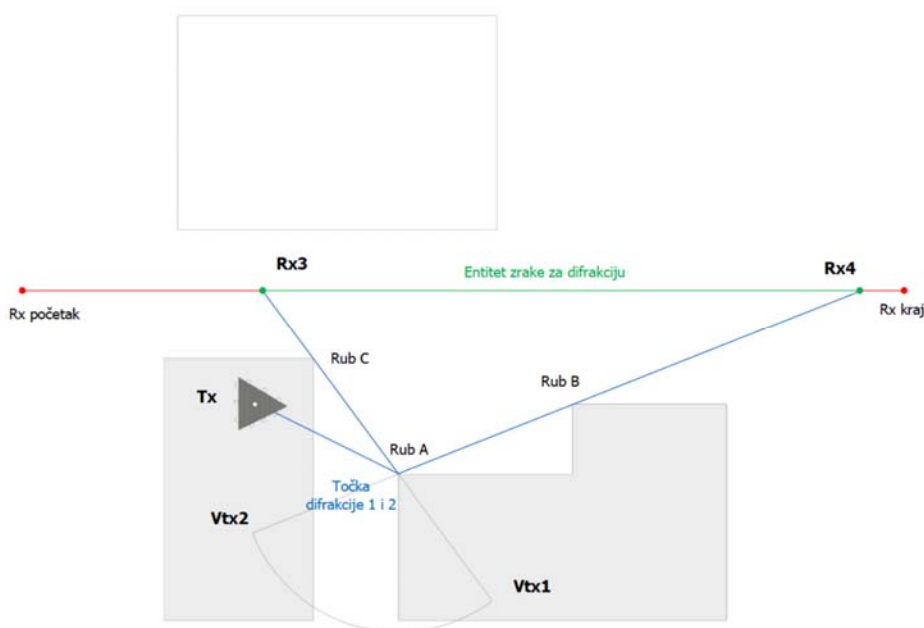 Rx3
Entitet zrake za difrakciju
Rx4
Rx početak
Rx kraj
Rub C
Rub B
Tx
Rub A
Točka
difrakcije 1 i 2
Vtx2
Vtx1